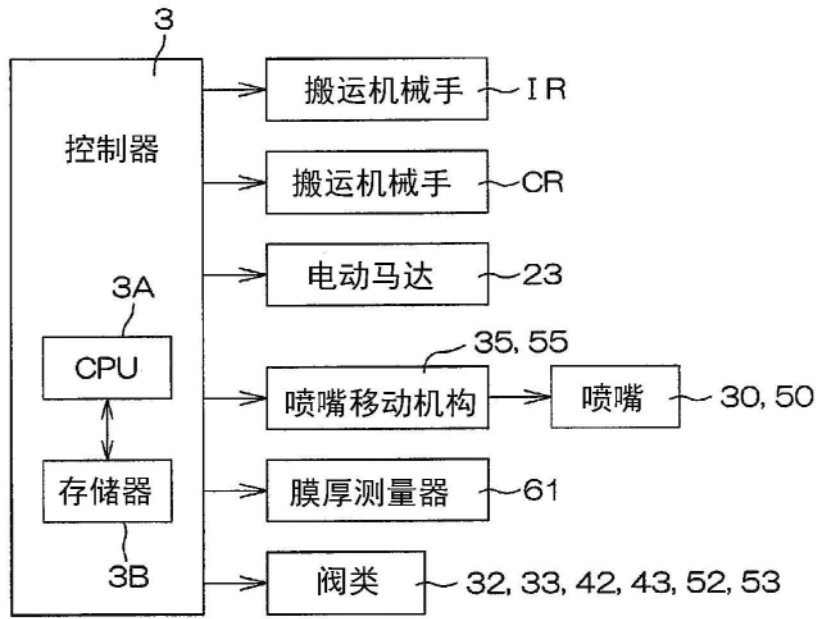 3
控制器
搬运机械手 IR
搬运机械手 CR
电动马达 23
3A
CPU
35, 55
喷嘴移动机构
喷嘴 30, 50
存储器
3B
膜厚测量器 61
阀类 32, 33, 42, 43, 52, 53